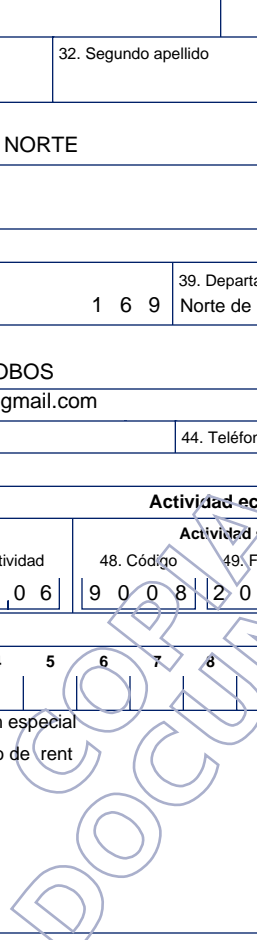 32. Segundo apellido
NORTE
39. Departa
1 6 9 Norte de
OBOS
gmail.com
44. Teléfon
Actividad ec
Actividad
tividad 48. Código 49. F
0 6 9 0 0 8 2 0
5 6 7 8
n especial
o de rent
COPIA
DOCUM